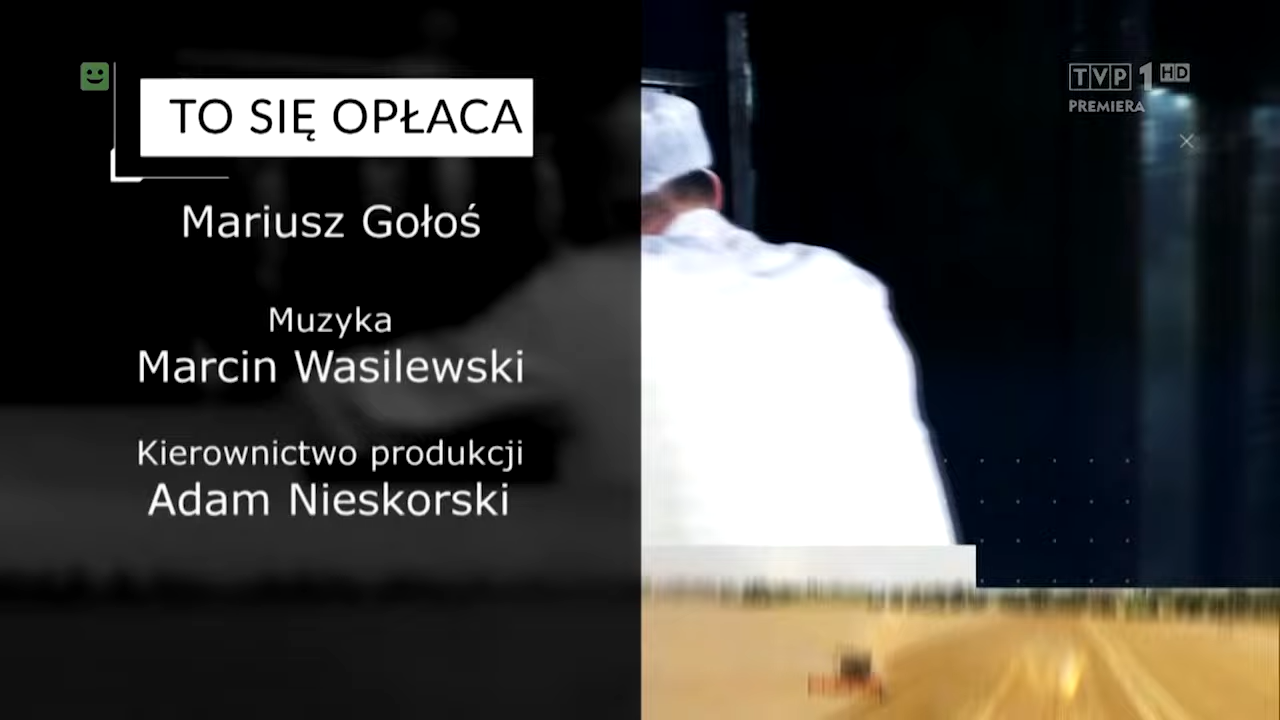 TO SIĘ OPŁACA
Mariusz Gołoś
Muzyka
Marcin Wasilewski
Kierownictwo produkcji
Adam Nieskorski
TVP 1 HD
PREMIERA